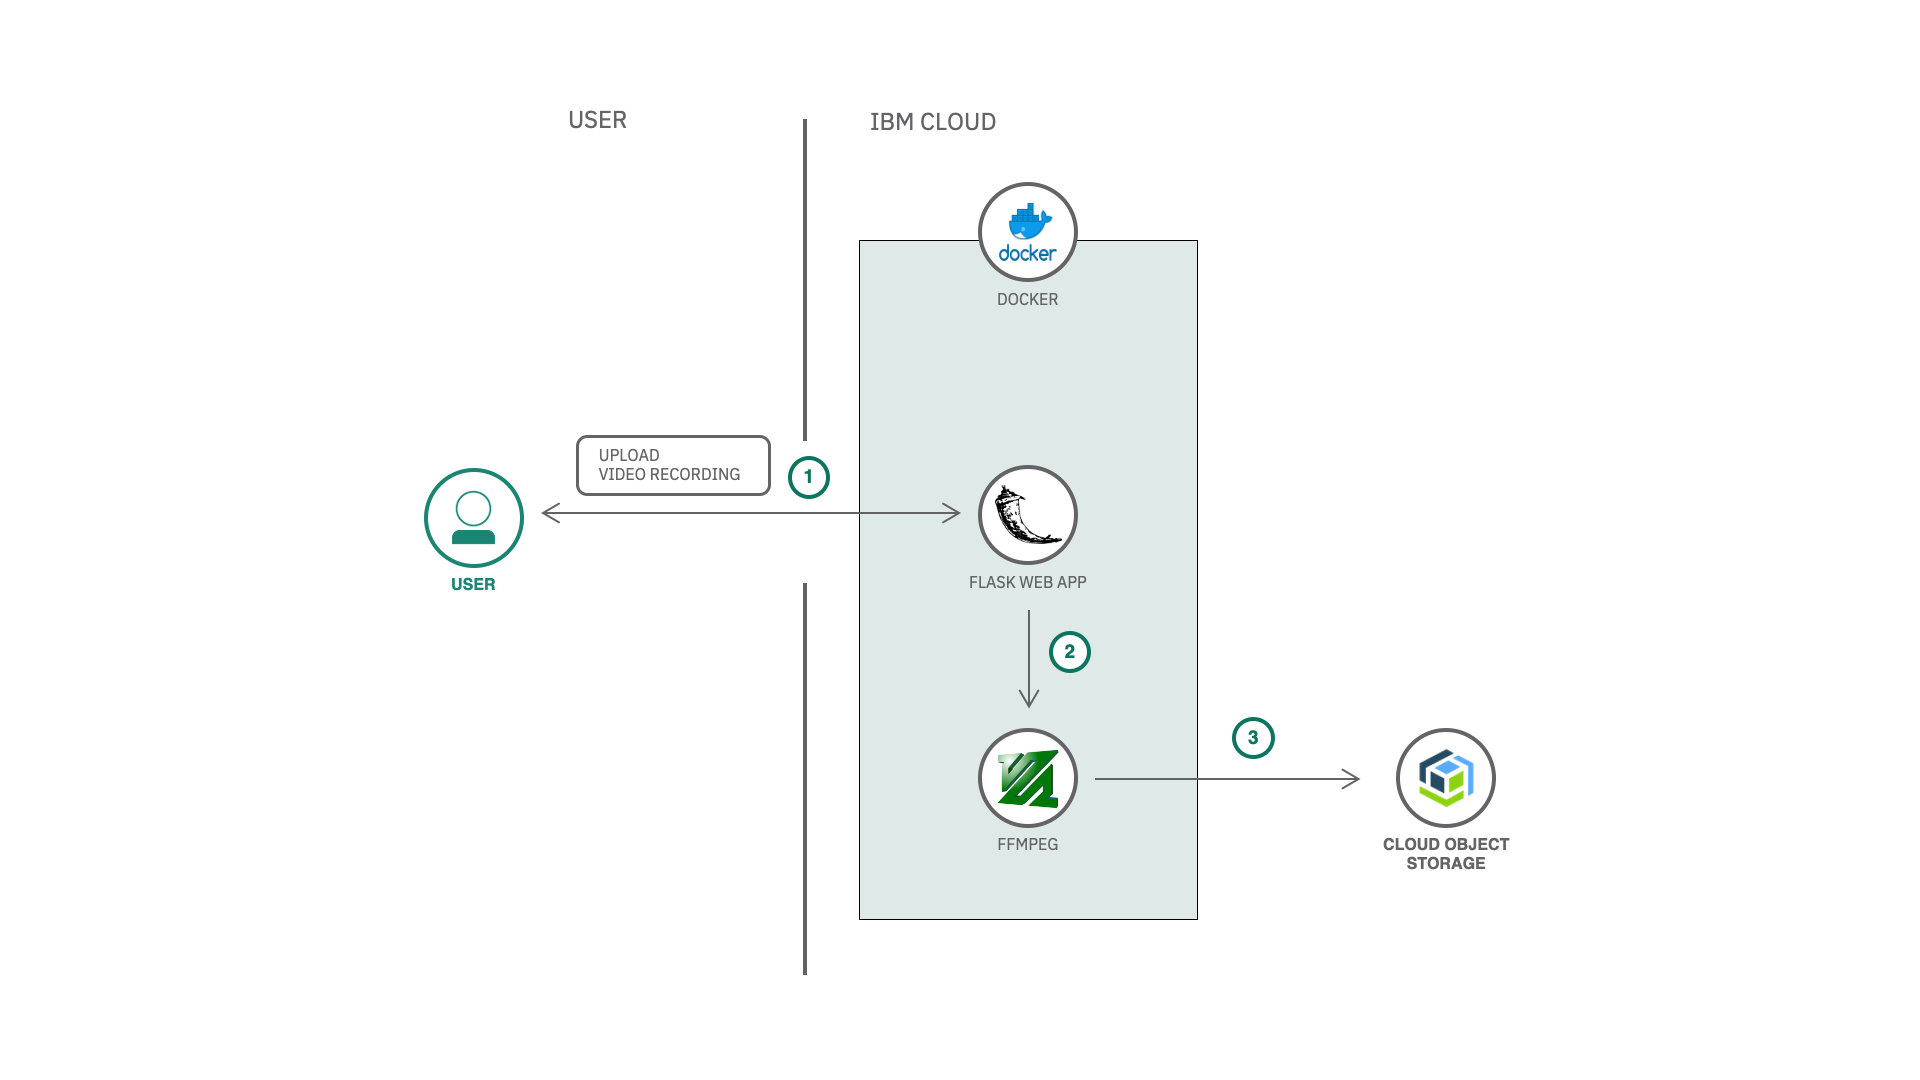 USER
IBM CLOUD
docker
DOCKER
UPLOAD
VIDEO RECORDING
1
USER
FLASK WEB APP
2
3
FFMPEG
CLOUD OBJECT
STORAGE